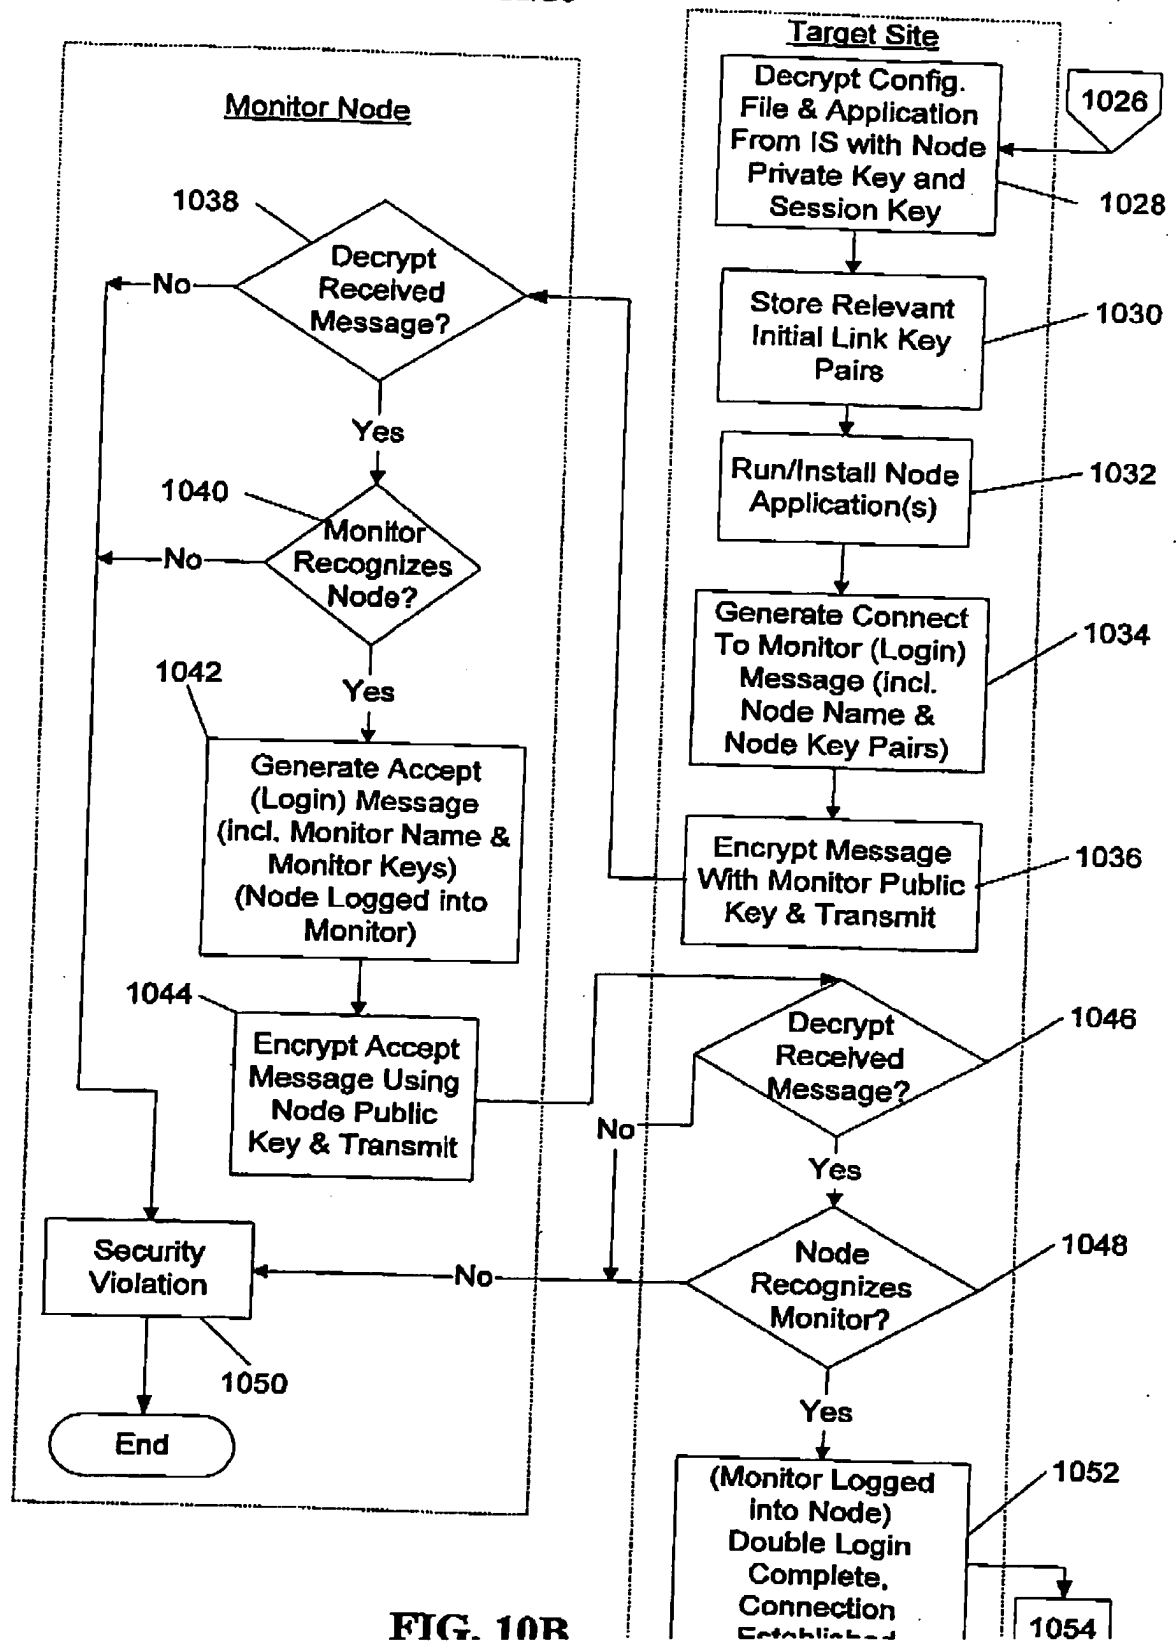 Target Site
Decrypt Config.
File & Application
From IS with Node
Private Key and
Session Key
1026
1028
Monitor Node
1038
Decrypt
Received
Message?
No
Yes
Store Relevant
Initial Link Key
Pairs
1030
Run/Install Node
Application(s)
1032
1040
Monitor
Recognizes
Node?
No
Yes
Generate Connect
To Monitor (Login)
Message (incl.
Node Name &
Node Key Pairs)
1034
1042
Generate Accept
(Login) Message
(incl. Monitor Name &
Monitor Keys)
(Node Logged into
Monitor)
Encrypt Message
With Monitor Public
Key & Transmit
1036
1044
Encrypt Accept
Message Using
Node Public
Key & Transmit
Decrypt
Received
Message?
1046
No
Yes
Security
Violation
1050
End
Node
Recognizes
Monitor?
1048
No
Yes
(Monitor Logged
into Node)
Double Login
Complete,
Connection
Established
1052
1054
FIG. 10B